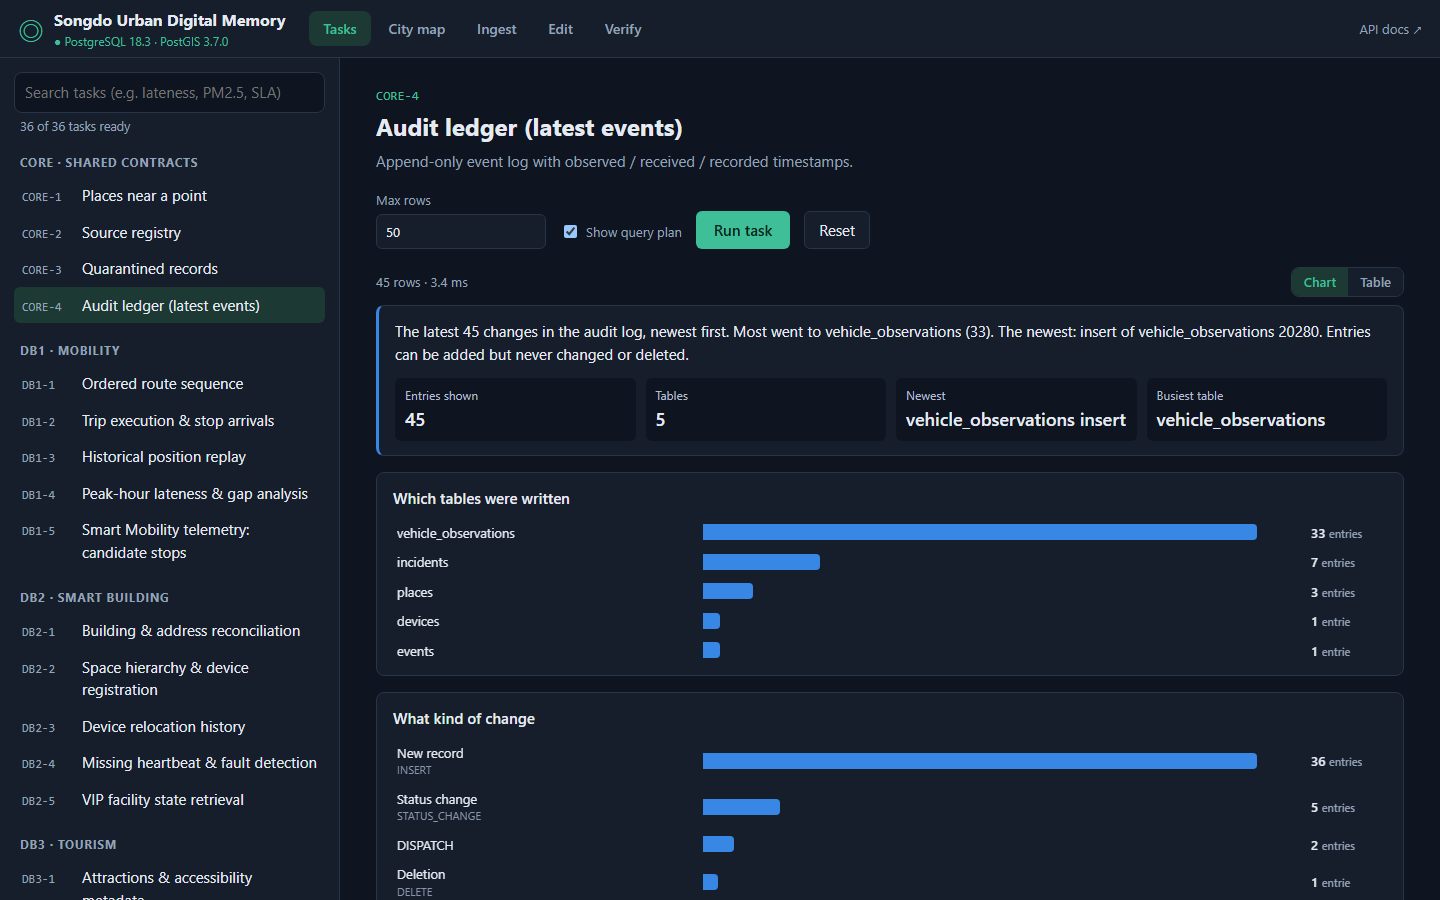 Songdo Urban Digital Memory
● PostgreSQL 18.3 · PostGIS 3.7.0
Tasks
City map
Ingest
Edit
Verify
API docs ↗
Search tasks (e.g. lateness, PM2.5, SLA)
36 of 36 tasks ready
CORE · SHARED CONTRACTS
CORE-1 Places near a point
CORE-2 Source registry
CORE-3 Quarantined records
CORE-4 Audit ledger (latest events)
DB1 · MOBILITY
DB1-1 Ordered route sequence
DB1-2 Trip execution & stop arrivals
DB1-3 Historical position replay
DB1-4 Peak-hour lateness & gap analysis
DB1-5 Smart Mobility telemetry:
candidate stops
DB2 · SMART BUILDING
DB2-1 Building & address reconciliation
DB2-2 Space hierarchy & device
registration
DB2-3 Device relocation history
DB2-4 Missing heartbeat & fault detection
DB2-5 VIP facility state retrieval
DB3 · TOURISM
DB3-1 Attractions & accessibility
metadata
CORE-4
Audit ledger (latest events)
Append-only event log with observed / received / recorded timestamps.
Max rows
50
Show query plan
Run task
Reset
45 rows · 3.4 ms
Chart
Table
The latest 45 changes in the audit log, newest first. Most went to vehicle_observations (33). The newest: insert of vehicle_observations 20280. Entries
can be added but never changed or deleted.
Entries shown
45
Tables
5
Newest
vehicle_observations insert
Busiest table
vehicle_observations
Which tables were written
vehicle_observations 33 entries
incidents 7 entries
places 3 entries
devices 1 entrie
events 1 entrie
What kind of change
New record
INSERT
36 entries
Status change
STATUS_CHANGE
5 entries
DISPATCH 2 entries
Deletion
DELETE
1 entrie